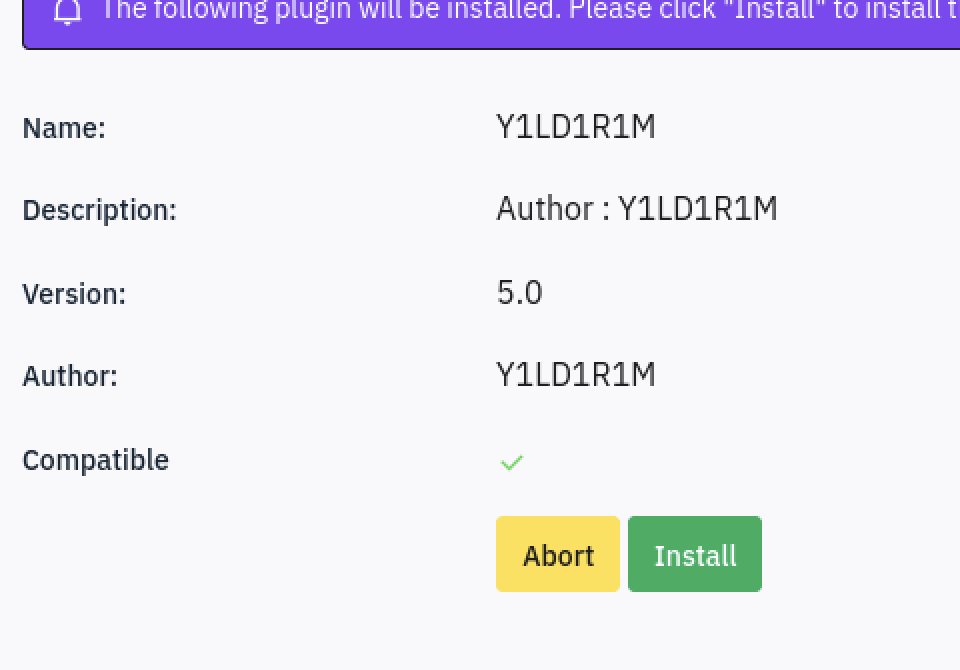 The following plugin will be installed. Please click "Install" to install t
Name: Y1LD1R1M
Description: Author : Y1LD1R1M
Version: 5.0
Author: Y1LD1R1M
Compatible
Abort Install